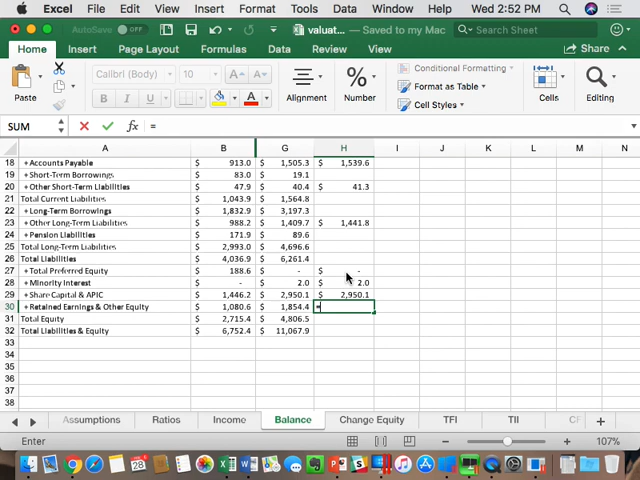 Excel File Edit View Insert Format Tools Data Window Help Wed 2:52 PM
AutoSave OFF valuat... — Saved to my Mac Search Sheet
Home Insert Page Layout Formulas Data Review View Share
Paste Calibri (Body) 10 A A Alignment % Number Conditional Formatting Format as Table Cell Styles Cells Editing
B I U A
SUM fx =
A B G H I J K L M N
18 + Accounts Payable $ 913.0 $ 1,505.3 $ 1,539.6
19 + Short-Term Borrowings $ 83.0 $ 19.1
20 + Other Short-Term Liabilities $ 47.9 $ 40.4 $ 41.3
21 Total Current Liabilities $ 1,043.9 $ 1,564.8
22 + Long-Term Borrowings $ 1,832.9 $ 3,197.3
23 + Other Long-Term Liabilities $ 988.2 $ 1,409.7 $ 1,441.8
24 + Pension Liabilities $ 171.9 $ 89.6
25 Total Long-Term Liabilities $ 2,993.0 $ 4,696.6
26 Total Liabilities $ 4,036.9 $ 6,261.4
27 + Total Preferred Equity $ 188.6 $ - $ -
28 + Minority Interest $ - $ 2.0 $ 2.0
29 + Share Capital & APIC $ 1,446.2 $ 2,950.1 $ 2,950.1
30 + Retained Earnings & Other Equity $ 1,080.6 $ 1,854.4 =
31 Total Equity $ 2,715.4 $ 4,806.5
32 Total Liabilities & Equity $ 6,752.4 $ 11,067.9
33
34
35
36
37
38
Assumptions Ratios Income Balance Change Equity TFI TII CF
Enter 107%
28